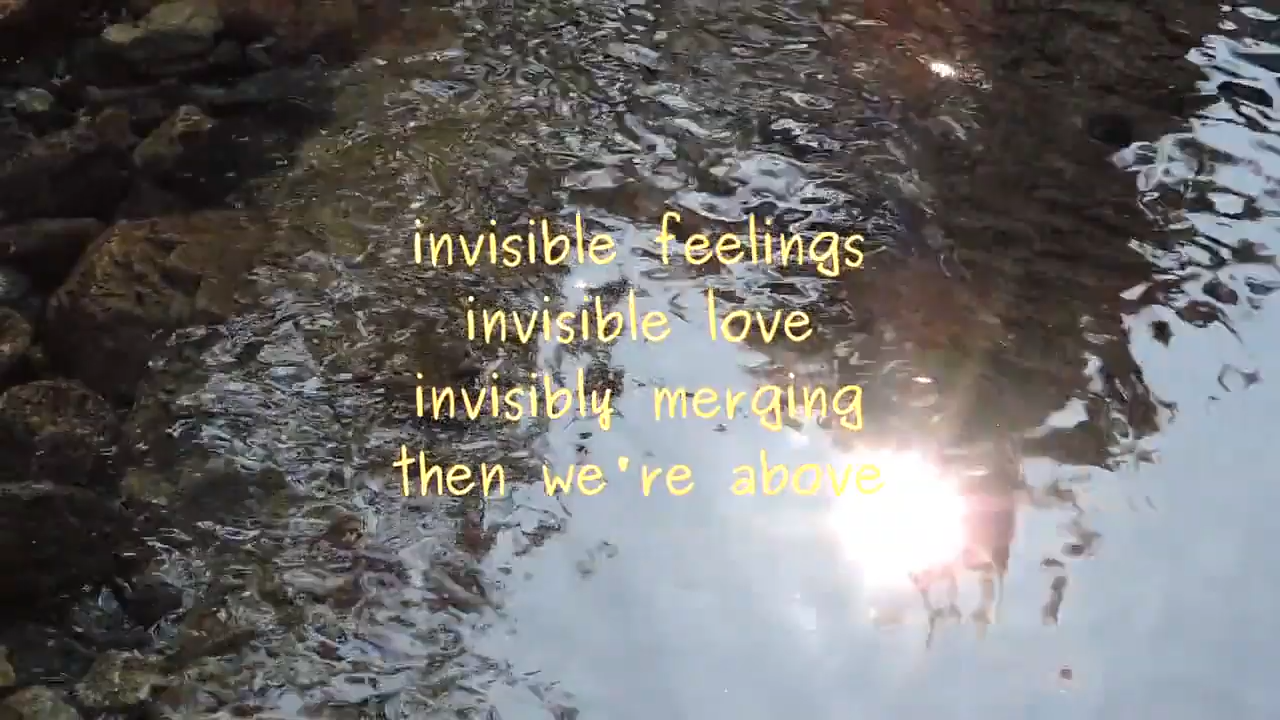 invisible feelings
invisible love
invisibly merging
then we're above